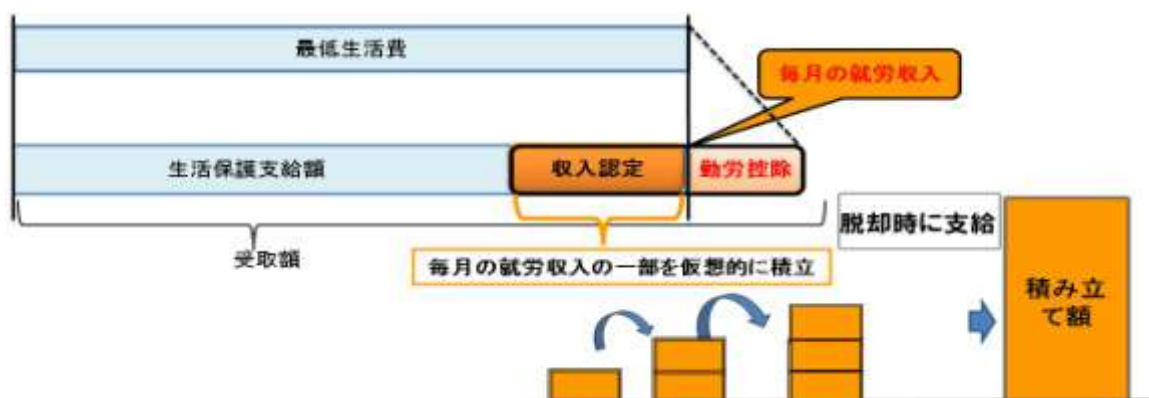 最低生活費
毎月の就労収入
生活保護支給額
収入認定
勤労控除
脱却時に支給
受取額
毎月の就労収入の一部を仮想的に積立
積み立
て額